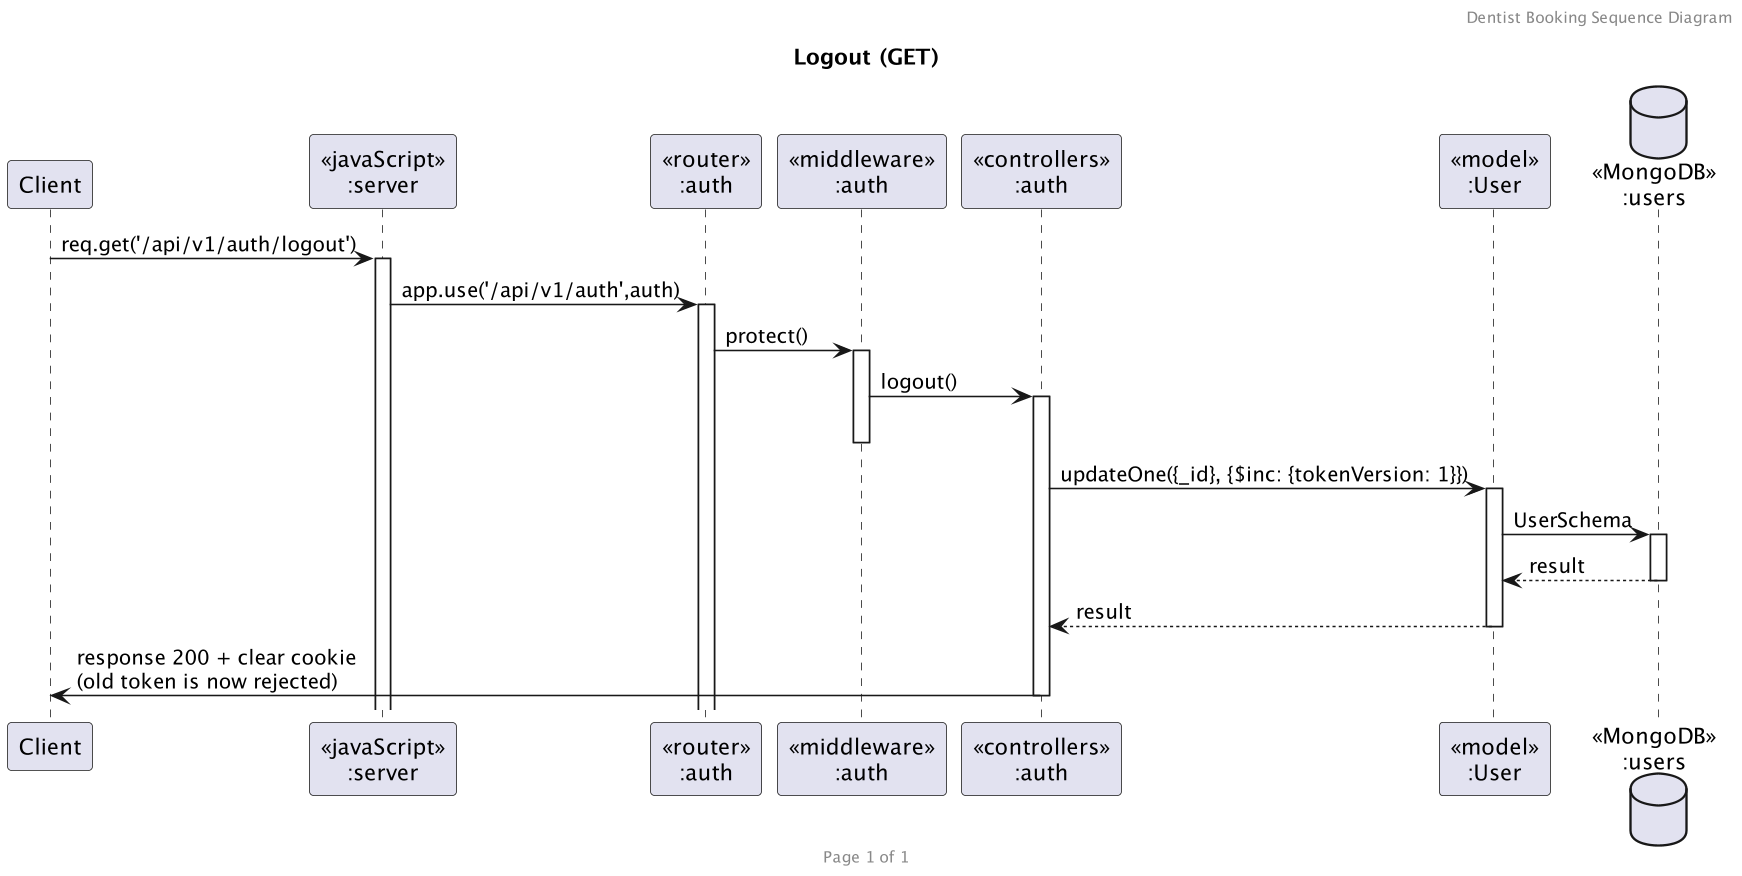 Dentist Booking Sequence Diagram
Logout (GET)
Client
«javaScript»
:server
«router»
:auth
«middleware»
:auth
«controllers»
:auth
«model»
:User
«MongoDB»
:users
req.get('/api/v1/auth/logout')
app.use('/api/v1/auth',auth)
protect()
logout()
updateOne({_id}, {$inc: {tokenVersion: 1}})
UserSchema
result
result
response 200 + clear cookie
(old token is now rejected)
Client
«javaScript»
:server
«router»
:auth
«middleware»
:auth
«controllers»
:auth
«model»
:User
«MongoDB»
:users
Page 1 of 1